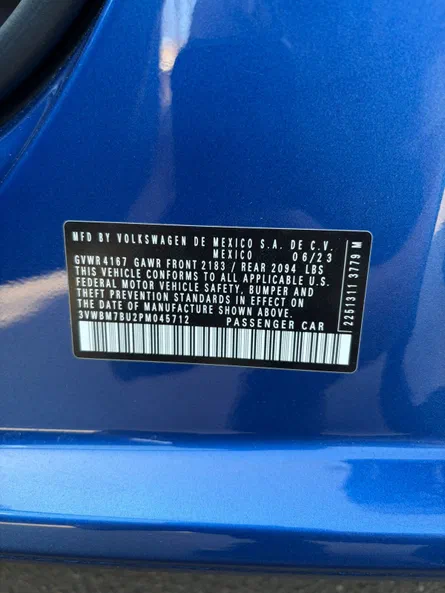 MFD BY VOLKSWAGEN DE MEXICO S.A. DE C.V.
MEXICO 06/23
GVWR 4167 GAWR FRONT 2183 / REAR 2094 LBS
THIS VEHICLE CONFORMS TO ALL APPLICABLE U.S.
FEDERAL MOTOR VEHICLE SAFETY, BUMPER AND
THEFT PREVENTION STANDARDS IN EFFECT ON
THE DATE OF MANUFACTURE SHOWN ABOVE.
3VWBM7BU2PM045712 PASSENGER CAR
2251311 3779 M